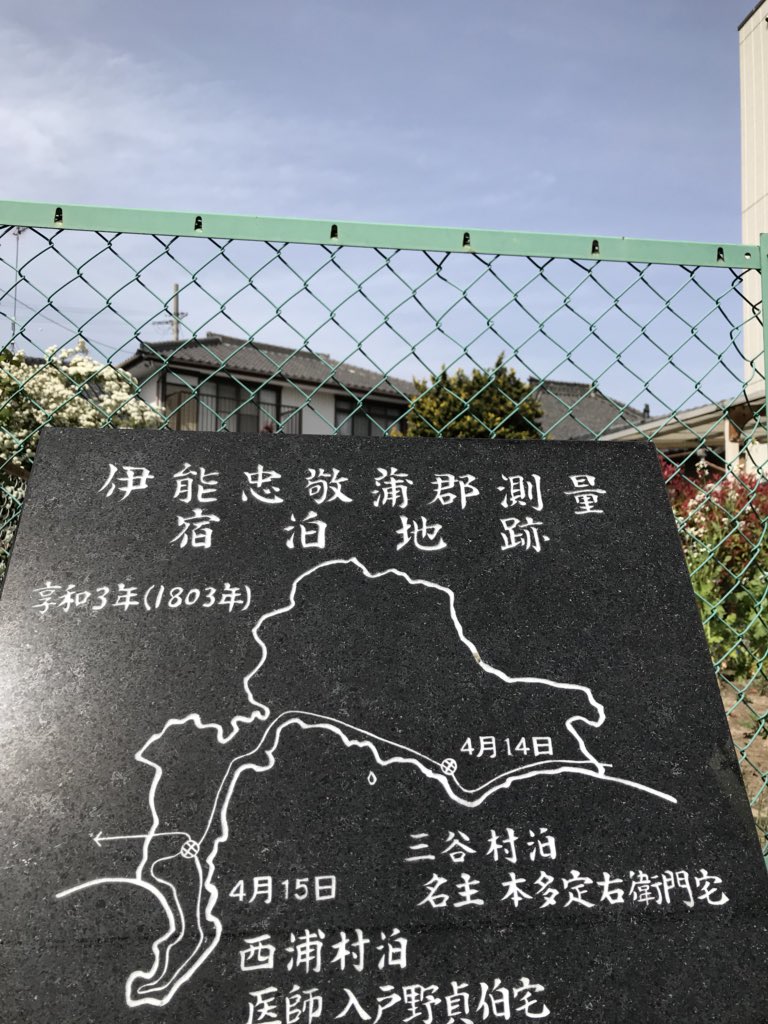 伊能忠敬蒲郡測量
宿泊地跡
享和3年(1803年)
4月14日
三谷村泊
名主 本多定右衛門宅
4月15日
西浦村泊
医師 入戸野貞伯宅